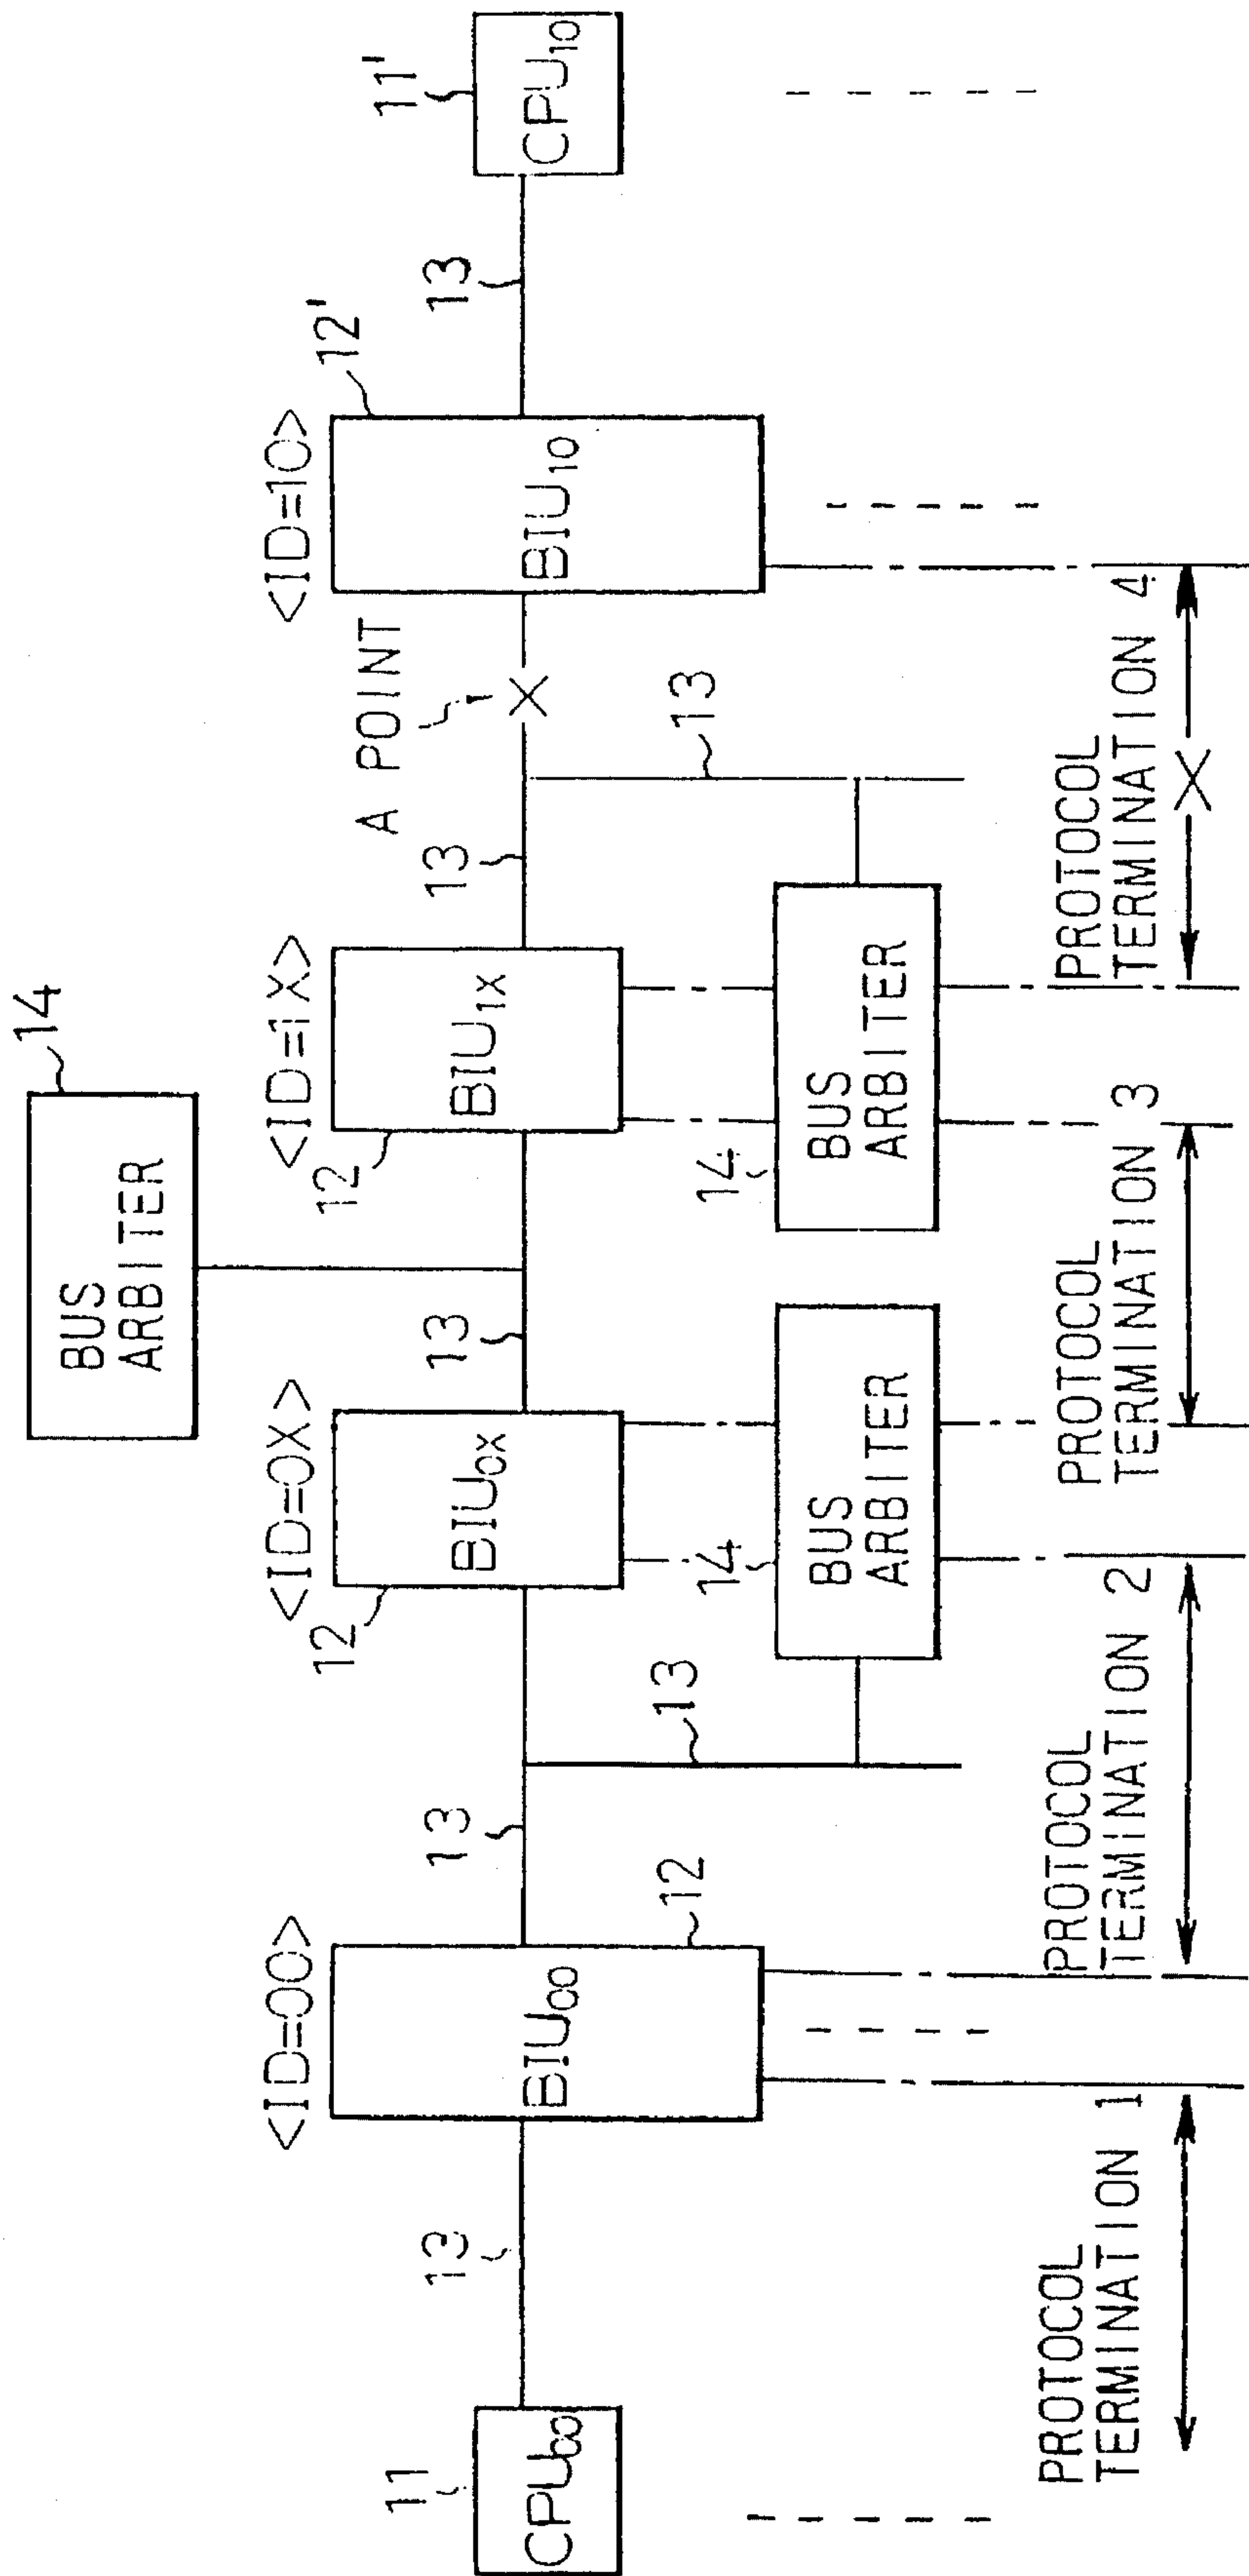 14
BUS
ARBITER
<ID=00>
<ID=0X>
<ID=1X>
<ID=10>
12
12
12'
A POINT
11
13
13
13
13
13
11'
CPU00
BIU00
BIU0X
BIU1X
BIU10
CPU10
12
13
13
14
BUS
ARBITER
14
BUS
ARBITER
PROTOCOL
TERMINATION 1
PROTOCOL
TERMINATION 2
PROTOCOL
TERMINATION 3
PROTOCOL
TERMINATION 4
X
X